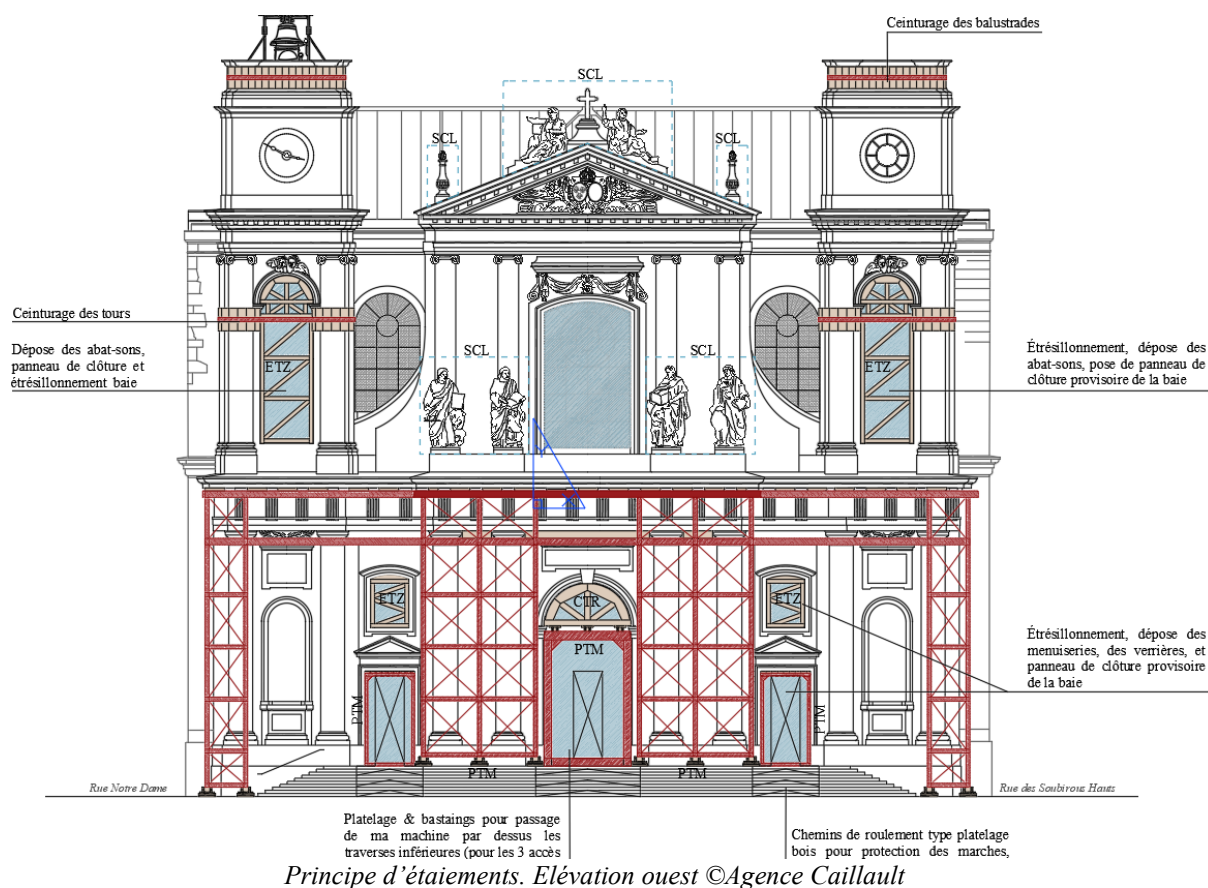 Ceinturage des balustrades
SCL
SCL
SCL
Ceinturage des tours
Dépose des abat-sons,
panneau de clôture et
étrésillonnement baie
ETZ
SCL
SCL
ETZ
Étrésillonnement, dépose des
abat-sons, pose de panneau de
clôture provisoire de la baie
ETZ
CTR
ETZ
PTM
Étrésillonnement, dépose des
menuiseries, des verrières, et
panneau de clôture provisoire
de la baie
PTM
PTM
PTM
PTM
Rue Notre Dame
Rue des Soubirous Hauts
Platelage & bastaings pour passage
de ma machine par dessus les
traverses inférieures (pour les 3 accès
Chemins de roulement type platelage
bois pour protection des marches,
Principe d'étaiements. Elévation ouest ©Agence Caillault